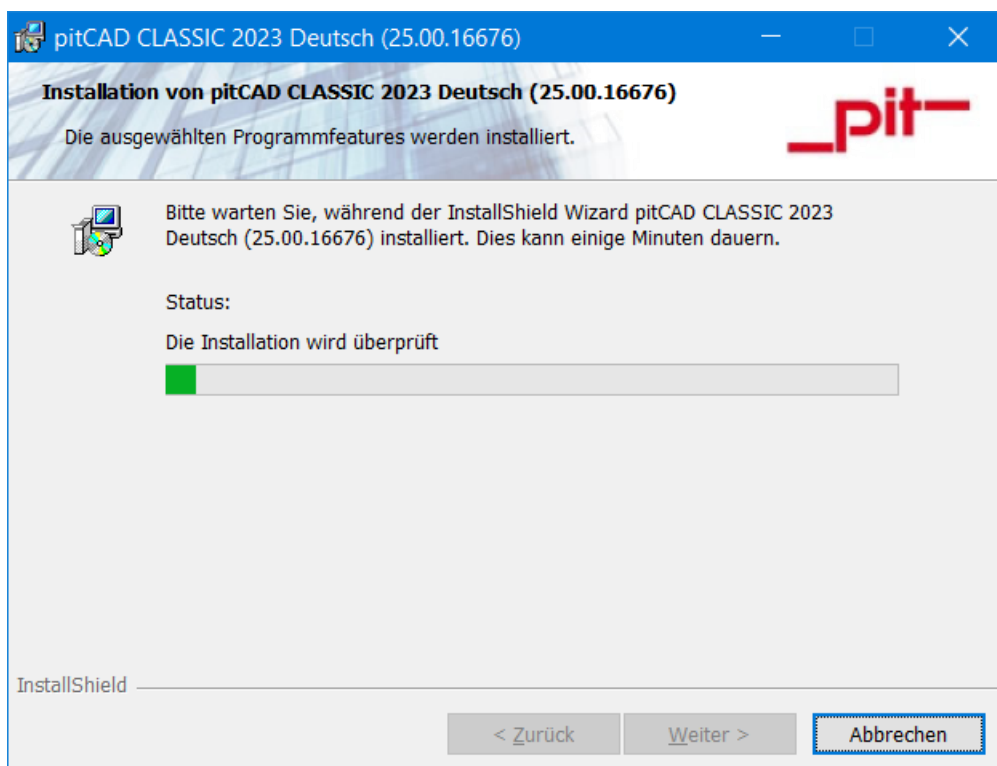 pitCAD CLASSIC 2023 Deutsch (25.00.16676)
Installation von pitCAD CLASSIC 2023 Deutsch (25.00.16676)
Die ausgewählten Programmfeatures werden installiert.
_pit—
Bitte warten Sie, während der InstallShield Wizard pitCAD CLASSIC 2023
Deutsch (25.00.16676) installiert. Dies kann einige Minuten dauern.
Status:
Die Installation wird überprüft
InstallShield
< Zurück
Weiter >
Abbrechen